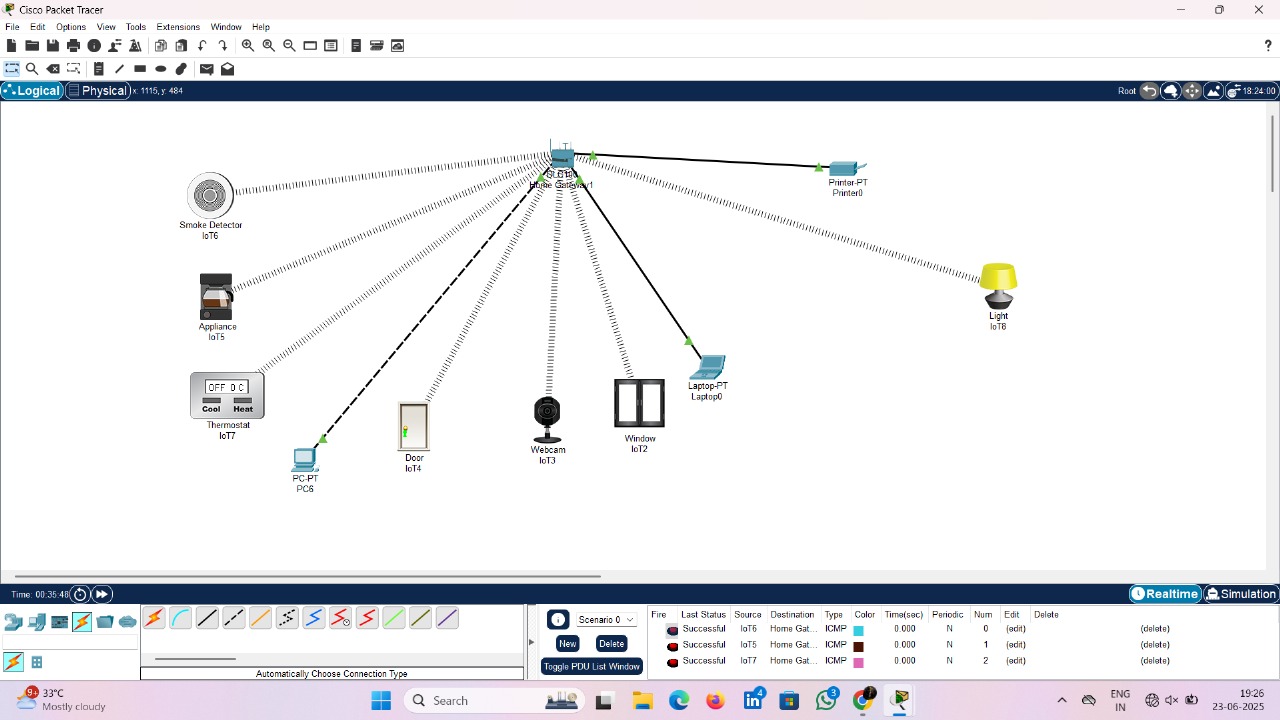 Cisco Packet Tracer
File Edit Options View Tools Extensions Window Help
Logical Physical x: 1115, y: 484 Root 18:24:00
Home Gateway1
Printer-PT
Printer0
Smoke Detector
IoT6
Light
IoT8
Appliance
IoT5
OFF 0 C
Cool Heat
Thermostat
IoT7
Laptop-PT
Laptop0
Window
IoT2
Webcam
IoT3
Door
IoT4
PC-PT
PC6
Time: 00:35:48 Realtime Simulation
Scenario 0
New Delete
Toggle PDU List Window
Automatically Choose Connection Type
Fire Last Status Source Destination Type Color Time(sec) Periodic Num Edit Delete
Successful IoT6 Home Gat... ICMP 0.000 N 0 (edit) (delete)
Successful IoT5 Home Gat... ICMP 0.000 N 1 (edit) (delete)
Successful IoT7 Home Gat... ICMP 0.000 N 2 (edit) (delete)
9+ 33°C
Mostly cloudy
Search
4
3
ENG
IN
19:28
23-06-2025